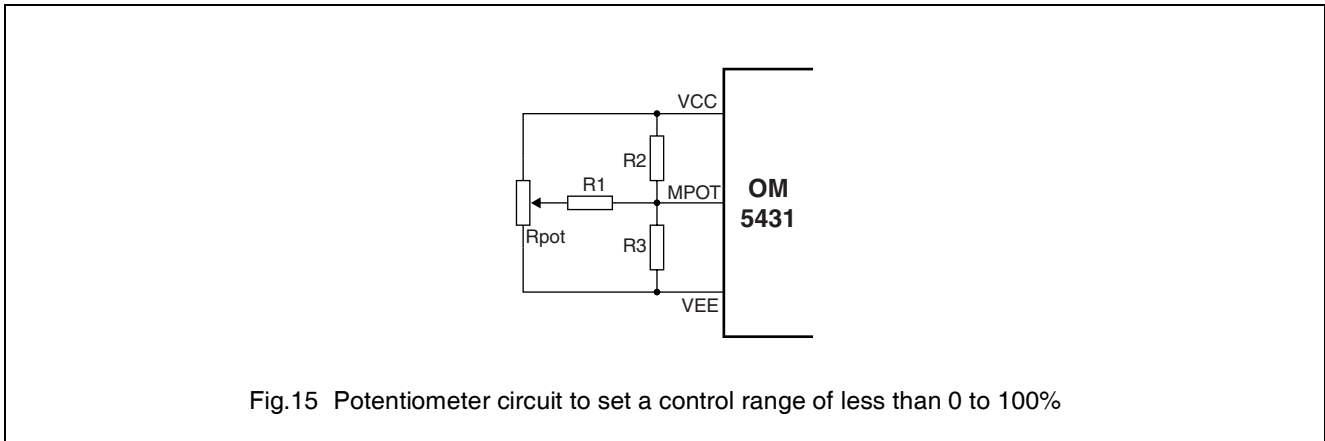 VCC
R2
R1
MPOT
OM
5431
Rpot
R3
VEE
Fig.15 Potentiometer circuit to set a control range of less than 0 to 100%